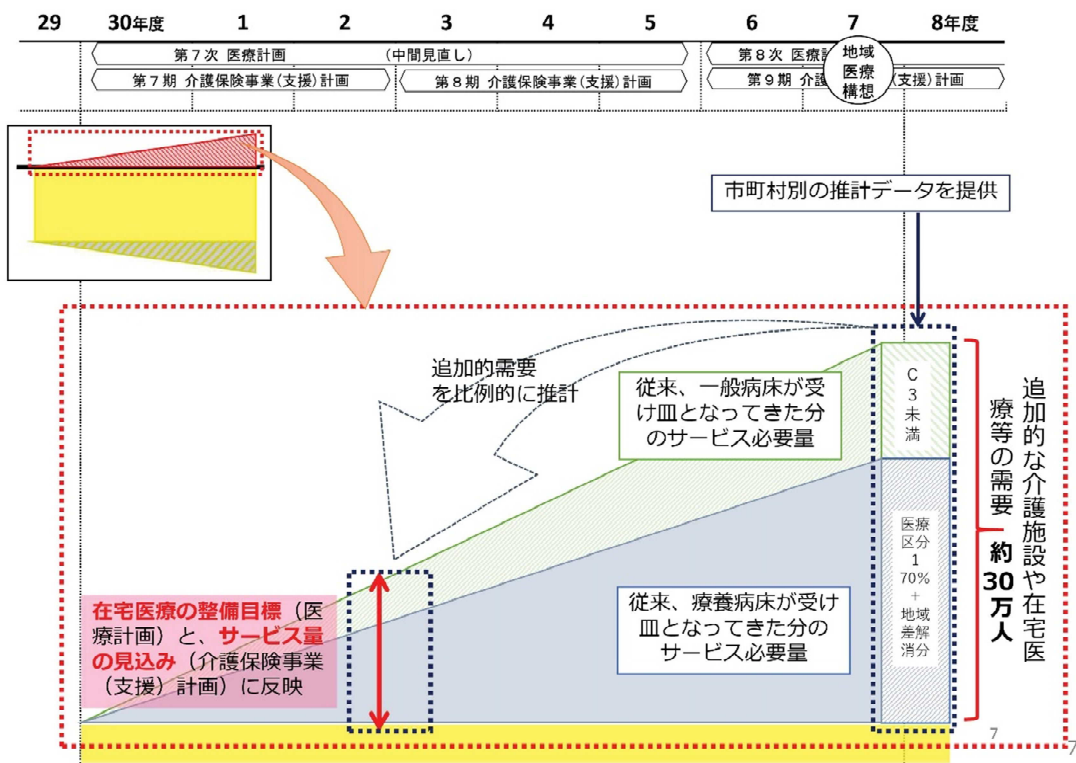 29 30年度 1 2 3 4 5 6 7 8年度
第7次 医療計画 (中間見直し)
第8次 医療計
第7期 介護保険事業(支援)計画
第8期 介護保険事業(支援)計画
第9期 介護
支援)計画
地域
医療
構想
市町村別の推計データを提供
追加的需要
を比例的に推計
従来、一般病床が受
け皿となってきた分
のサービス必要量
C
3
未
満
追加的な介護施設や在宅医
療等の需要 約30万人
医療
区分
1
70%
+
地域
差解
消分
従来、療養病床が受け
皿となってきた分の
サービス必要量
在宅医療の整備目標(医
療計画)と、サービス量
の見込み(介護保険事業
(支援)計画)に反映
7
7